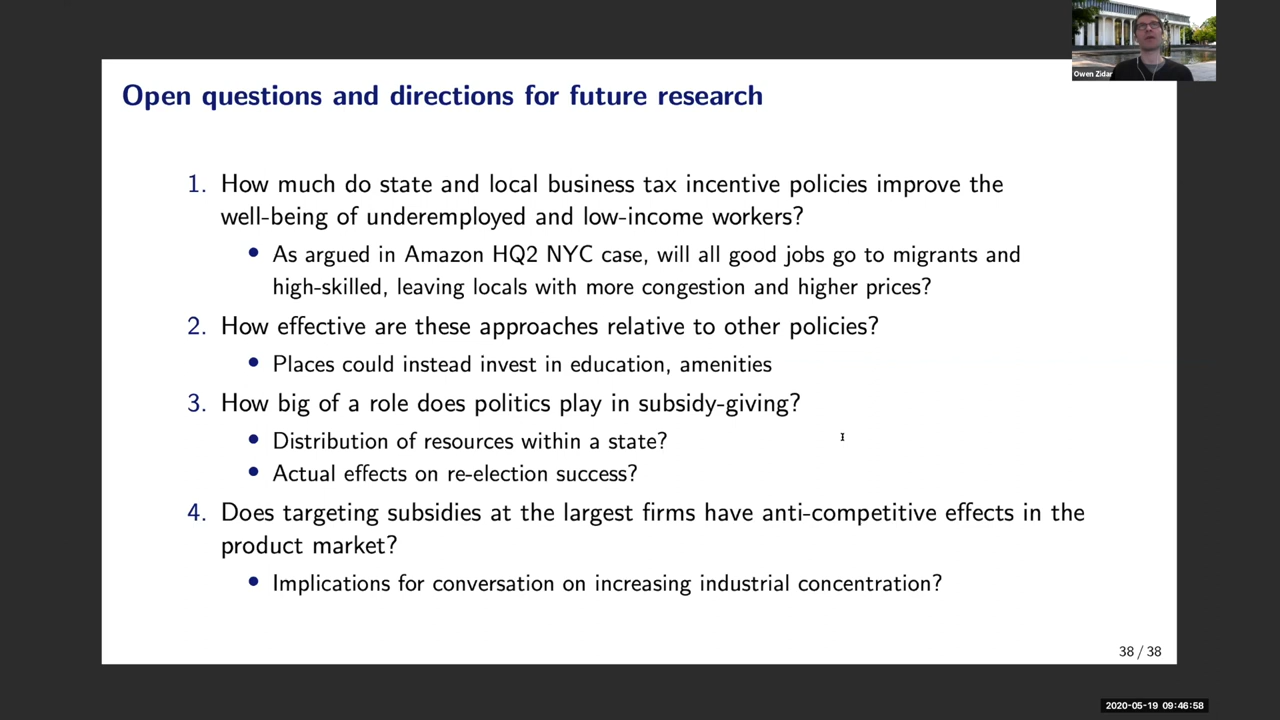 Owen Zidar
Open questions and directions for future research
1. How much do state and local business tax incentive policies improve the
well-being of underemployed and low-income workers?
• As argued in Amazon HQ2 NYC case, will all good jobs go to migrants and
high-skilled, leaving locals with more congestion and higher prices?
2. How effective are these approaches relative to other policies?
• Places could instead invest in education, amenities
3. How big of a role does politics play in subsidy-giving?
• Distribution of resources within a state?
• Actual effects on re-election success?
4. Does targeting subsidies at the largest firms have anti-competitive effects in the
product market?
• Implications for conversation on increasing industrial concentration?
38 / 38
2020-05-19 09:46:58